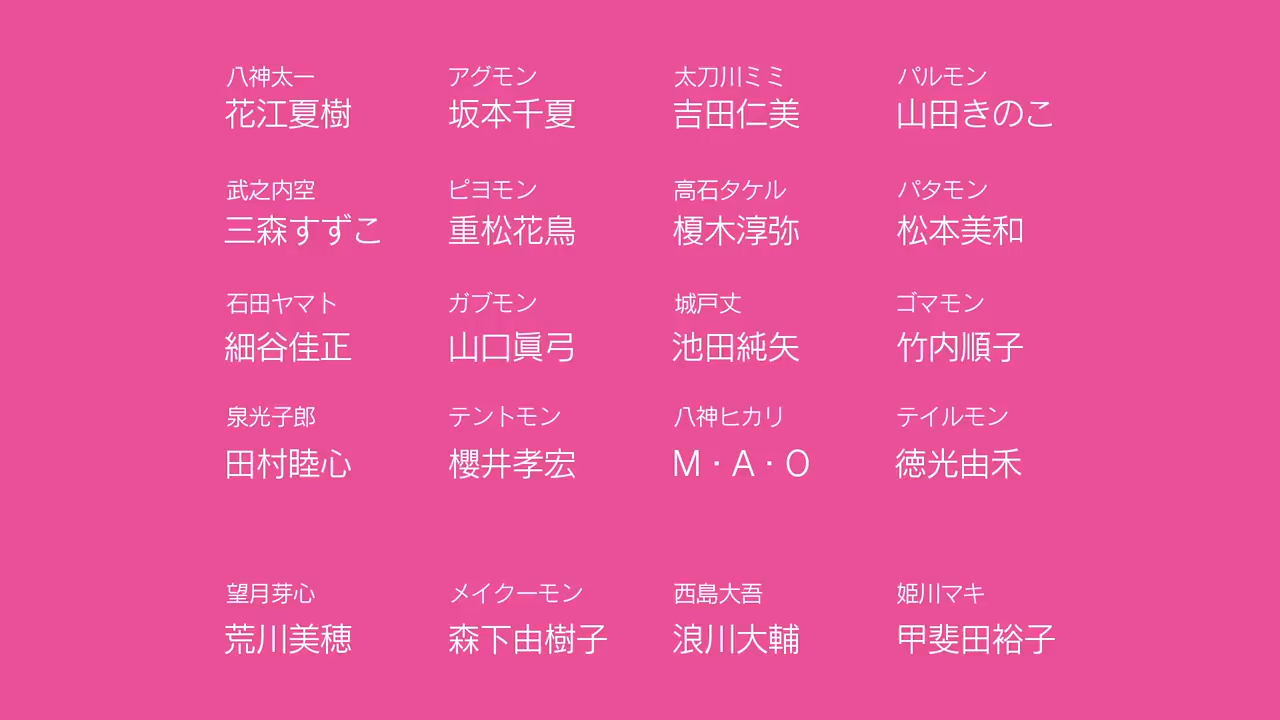 八神太一
花江夏樹
アグモン
坂本千夏
太刀川ミミ
吉田仁美
パルモン
山田きのこ
武之内空
三森すずこ
ピヨモン
重松花鳥
高石タケル
榎木淳弥
パタモン
松本美和
石田ヤマト
細谷佳正
ガブモン
山口眞弓
城戸丈
池田純矢
ゴマモン
竹内順子
泉光子郎
田村睦心
テントモン
櫻井孝宏
八神ヒカリ
M・A・O
テイルモン
徳光由禾
望月芽心
荒川美穂
メイクーモン
森下由樹子
西島大吾
浪川大輔
姫川マキ
甲斐田裕子